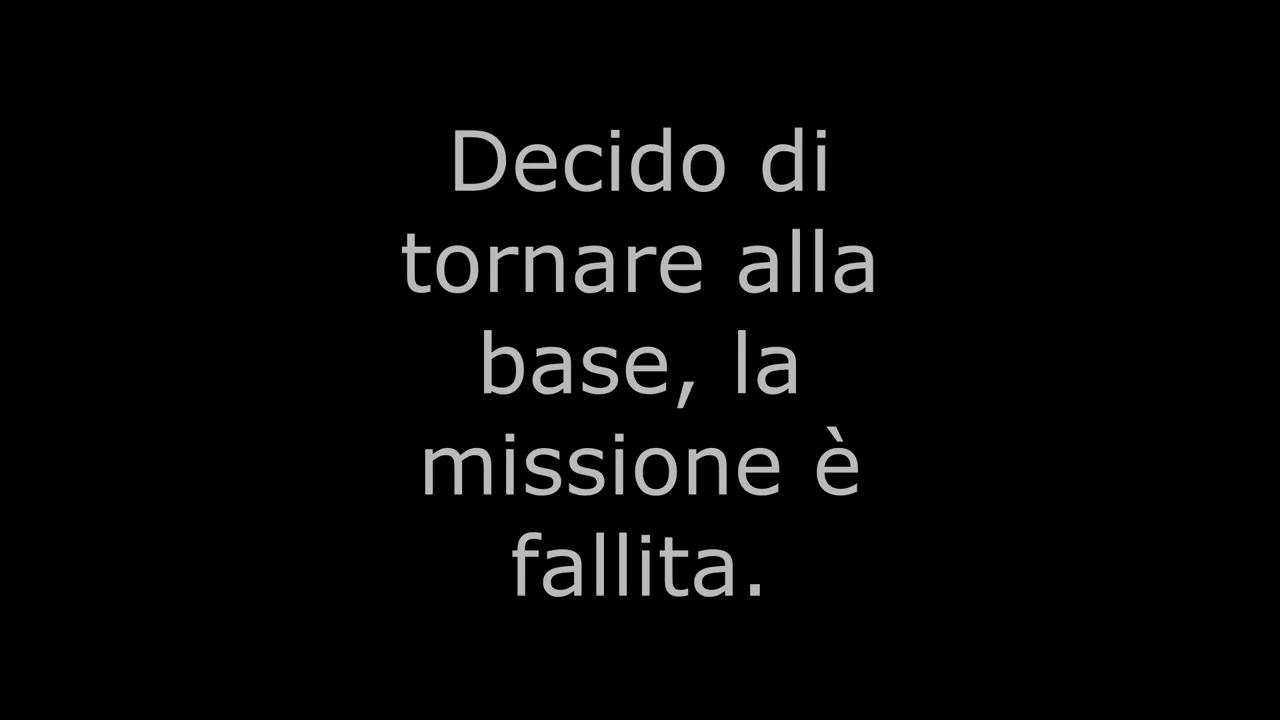 Decido di
tornare alla
base, la
missione è
fallita.